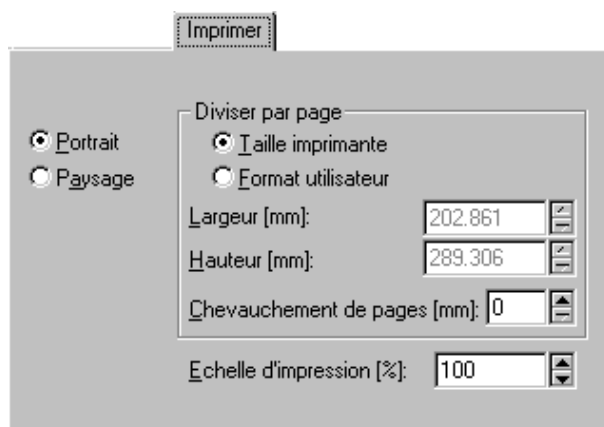 Imprimer
Diviser par page
Portrait
Taille imprimante
Paysage
Format utilisateur
Largeur [mm]: 202.861
Hauteur [mm]: 289.306
Chevauchement de pages [mm]: 0
Echelle d'impression [%]: 100